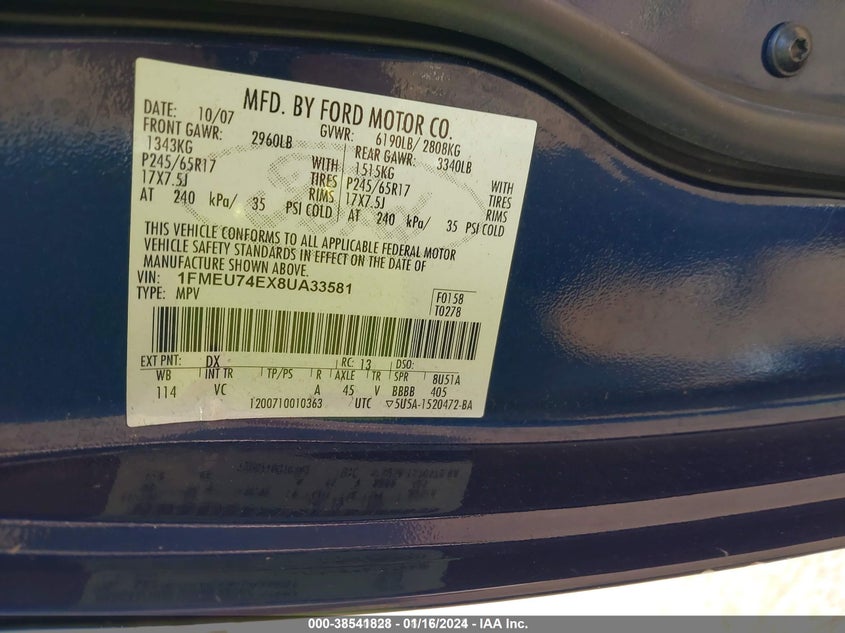 MFD. BY FORD MOTOR CO.
DATE: 10/07 GVWR: 6190LB/ 2808KG
FRONT GAWR: 2960LB REAR GAWR: 3340LB
1343KG WITH 1515KG WITH
P245/65R17 TIRES P245/65R17 TIRES
17X7.5J RIMS 17X7.5J RIMS
AT 240 kPa/ 35 PSI COLD AT 240 kPa/ 35 PSI COLD
THIS VEHICLE CONFORMS TO ALL APPLICABLE FEDERAL MOTOR
VEHICLE SAFETY STANDARDS IN EFFECT ON THE DATE OF
MANUFACTURE SHOWN ABOVE.
VIN: 1FMEU74EX8UA33581
TYPE: MPV
F0158
T0278
EXT PNT: DX RC: 13 DSO:
WB INT TR TP/PS R AXLE TR SPR 8U51A
114 VC A 45 V BBBB 405
1200710010363 UTC ▽5U5A-1520472-BA
000-38541828 - 01/16/2024 - IAA Inc.